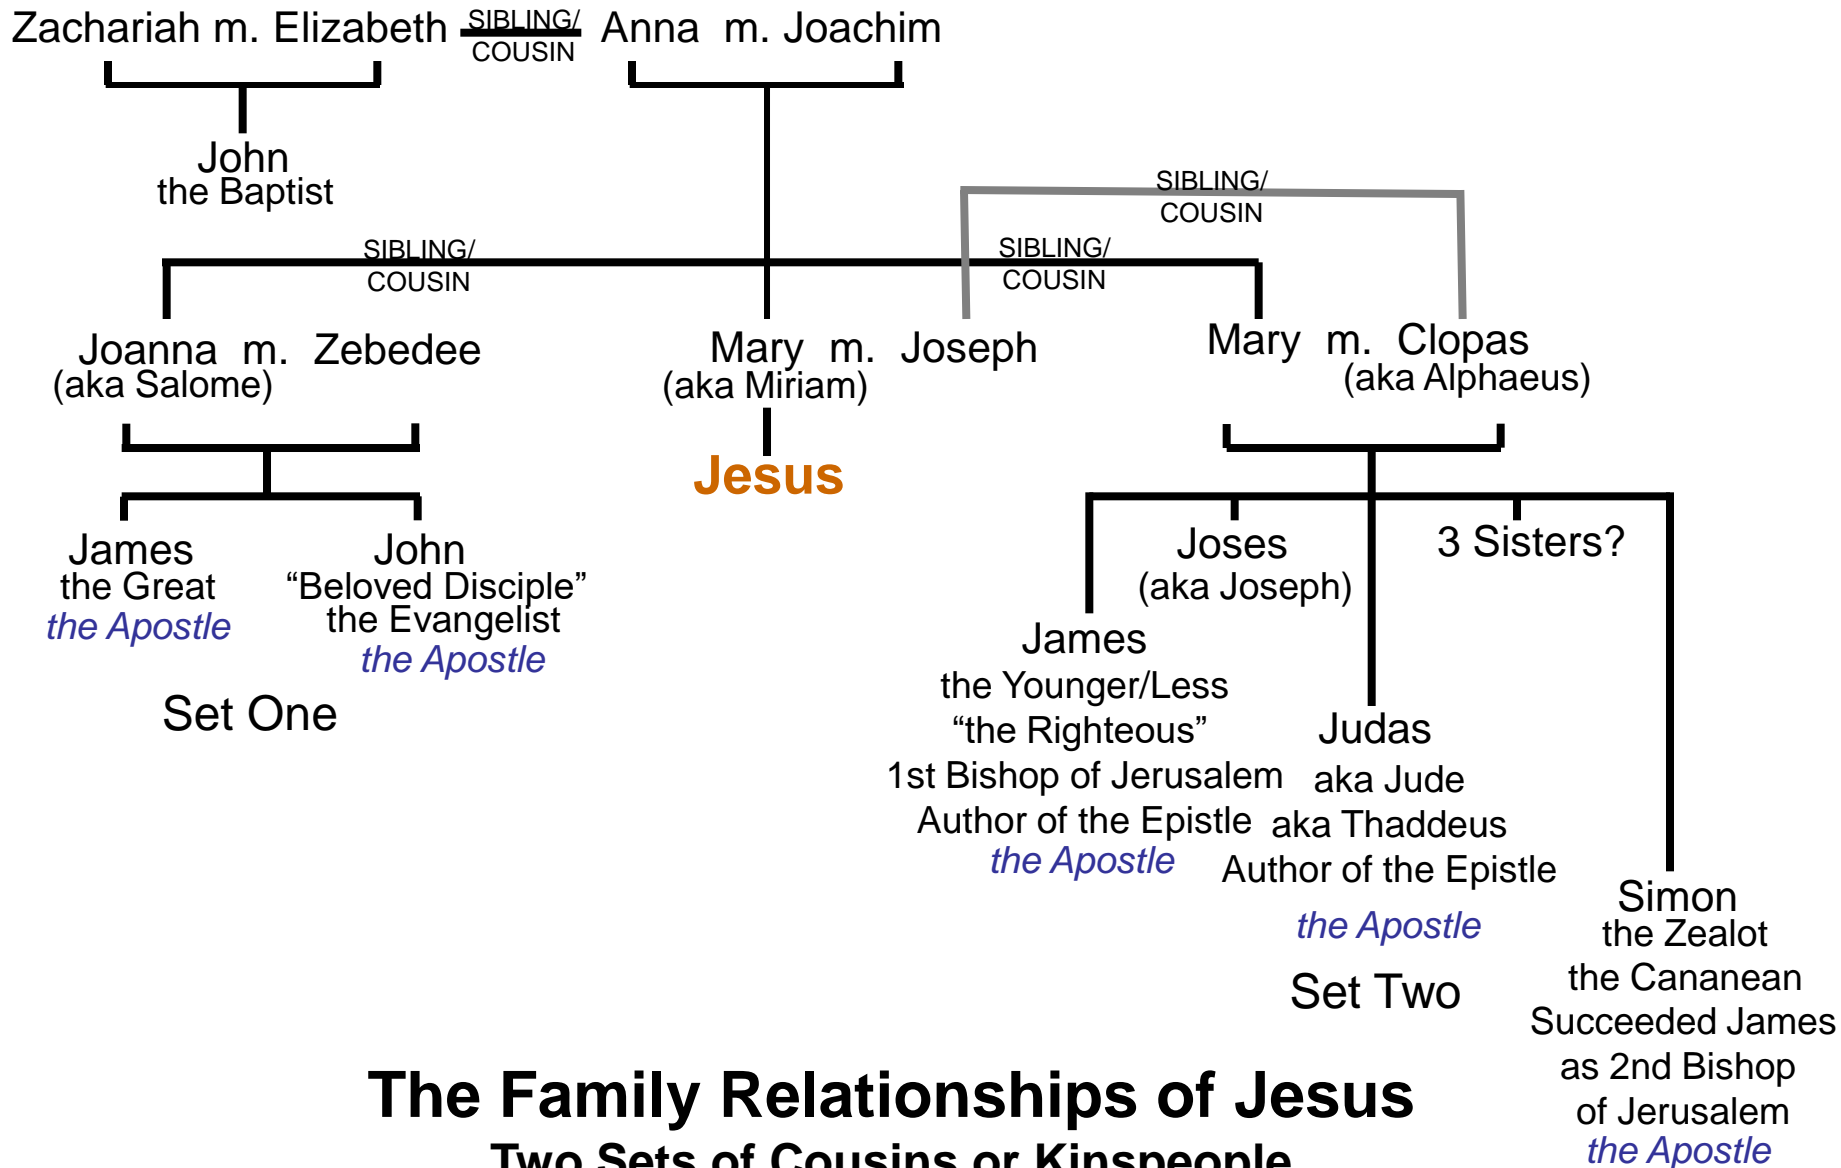 Zachariah m. Elizabeth SIBLING/ Anna m. Joachim
COUSIN
John
the Baptist
SIBLING/
COUSIN
SIBLING/
COUSIN
SIBLING/
COUSIN
Joanna m. Zebedee
(aka Salome)
Mary m. Joseph
(aka Miriam)
Mary m. Clopas
(aka Alphaeus)
Jesus
James
the Great
the Apostle
John
“Beloved Disciple”
the Evangelist
the Apostle
Set One
Joses
(aka Joseph)
3 Sisters?
James
the Younger/Less
“the Righteous”
1st Bishop of Jerusalem
Author of the Epistle
the Apostle
Judas
aka Jude
aka Thaddeus
Author of the Epistle
the Apostle
Set Two
Simon
the Zealot
the Cananean
Succeeded James
as 2nd Bishop
of Jerusalem
the Apostle
The Family Relationships of Jesus
Two Sets of Cousins or Kinspeople